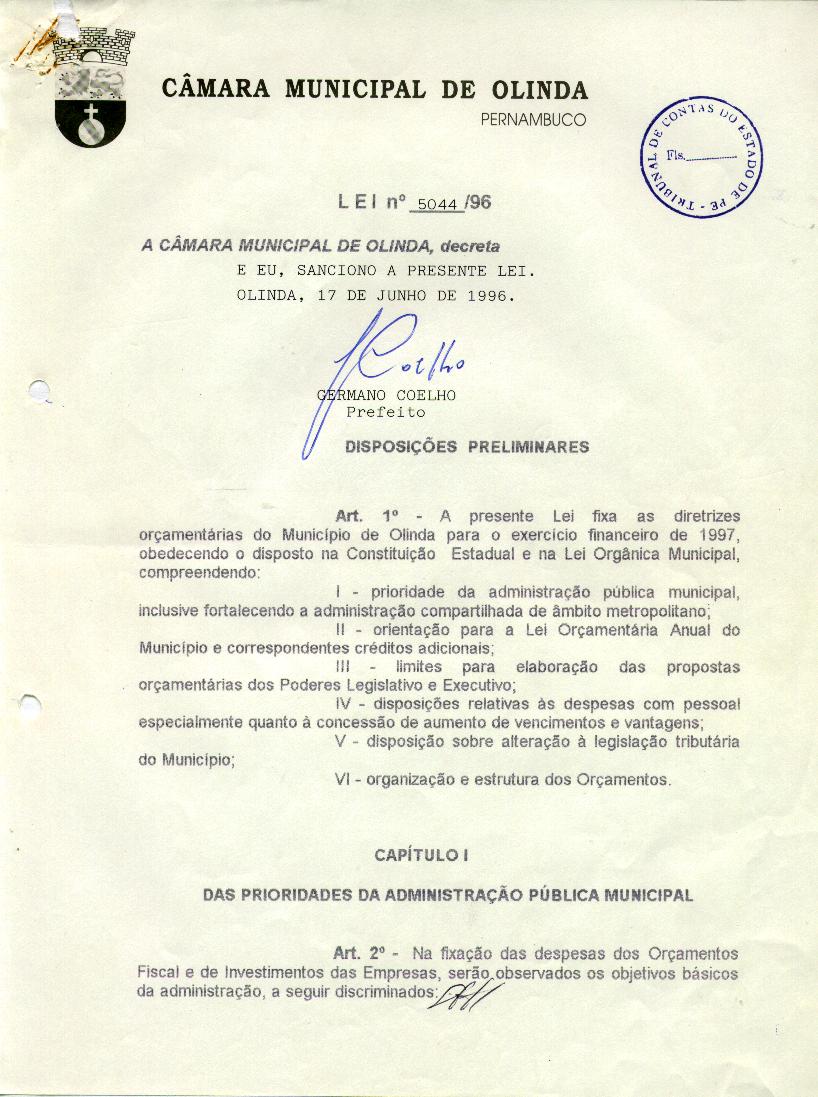 CÂMARA MUNICIPAL DE OLINDA
PERNAMBUCO
TRIBUNAL DE CONTAS DO ESTADO DE PE -
Fls.
LEI nº 5044/96
A CÂMARA MUNICIPAL DE OLINDA, decreta
E EU, SANCIONO A PRESENTE LEI.
OLINDA, 17 DE JUNHO DE 1996.
Coelho
GERMANO COELHO
Prefeito
DISPOSIÇÕES PRELIMINARES
Art. 1º - A presente Lei fixa as diretrizes
orçamentárias do Município de Olinda para o exercício financeiro de 1997,
obedecendo o disposto na Constituição Estadual e na Lei Orgânica Municipal,
compreendendo:
I - prioridade da administração pública municipal,
inclusive fortalecendo a administração compartilhada de âmbito metropolitano;
II - orientação para a Lei Orçamentária Anual do
Município e correspondentes créditos adicionais;
III - limites para elaboração das propostas
orçamentárias dos Poderes Legislativo e Executivo;
IV - disposições relativas às despesas com pessoal
especialmente quanto à concessão de aumento de vencimentos e vantagens;
V - disposição sobre alteração à legislação tributária
do Município;
VI - organização e estrutura dos Orçamentos.
CAPÍTULO I
DAS PRIORIDADES DA ADMINISTRAÇÃO PÚBLICA MUNICIPAL
Art. 2º - Na fixação das despesas dos Orçamentos
Fiscal e de Investimentos das Empresas, serão observados os objetivos básicos
da administração, a seguir discriminados: